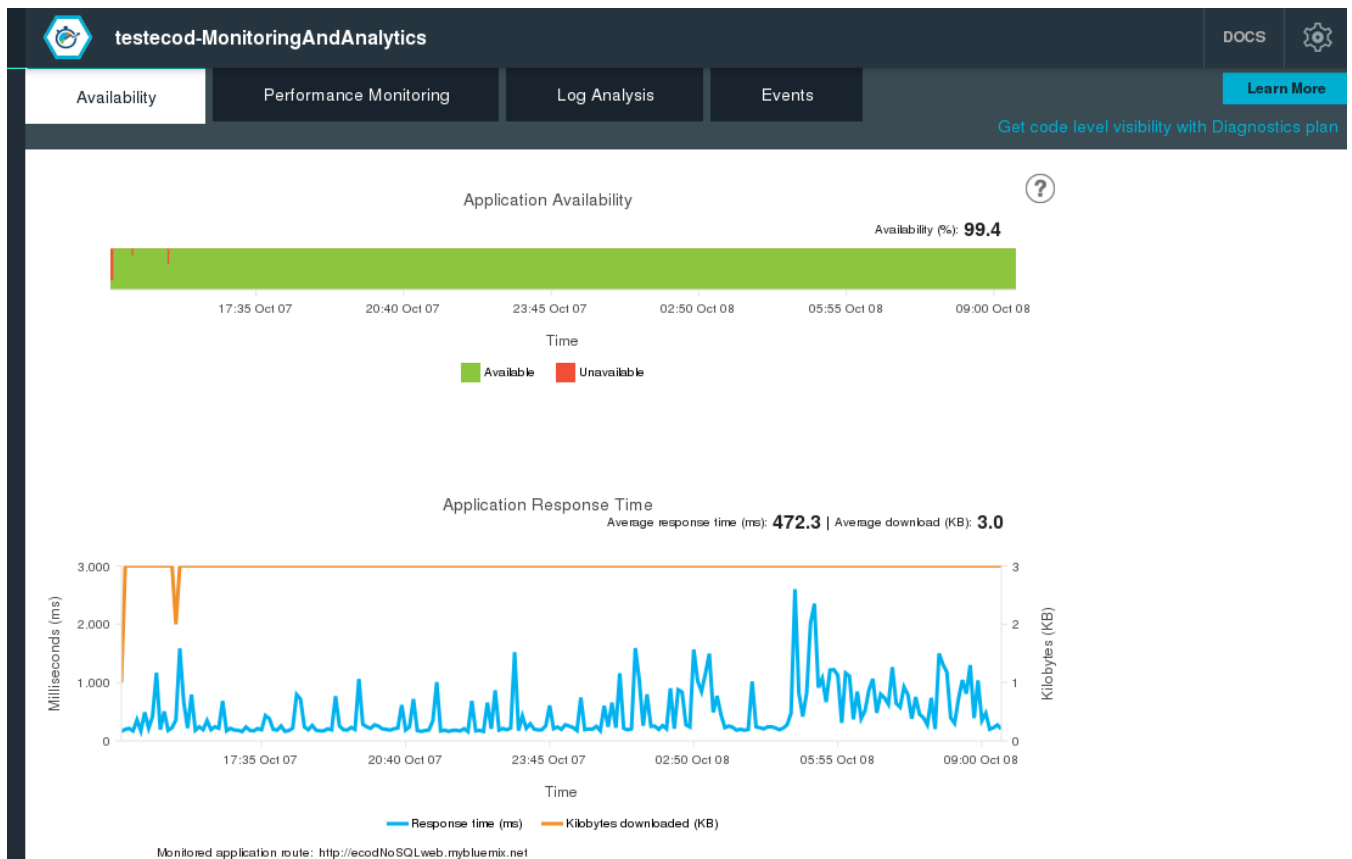 testecod-MonitoringAndAnalytics DOCS
Availability Performance Monitoring Log Analysis Events
Learn More
Get code level visibility with Diagnostics plan
?
Application Availability
Availability (%): 99.4
17:35 Oct 07 20:40 Oct 07 23:45 Oct 07 02:50 Oct 08 05:55 Oct 08 09:00 Oct 08
Time
Available Unavailable
Application Response Time
Average response time (ms): 472.3 | Average download (KB): 3.0
Milliseconds (ms)
3.000
2.000
1.000
0
3
2
1
0
Kilobytes (KB)
17:35 Oct 07 20:40 Oct 07 23:45 Oct 07 02:50 Oct 08 05:55 Oct 08 09:00 Oct 08
Time
Response time (ms) Kilobytes downloaded (KB)
Monitored application route: http://ecodNoSQLweb.mybluemix.net